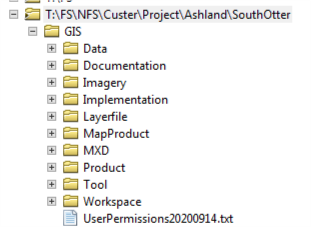 T:\FS\NFS\Custer\Project\Ashland\SouthOtter
GIS
Data
Documentation
Imagery
Implementation
Layerfile
MapProduct
MXD
Product
Tool
Workspace
UserPermissions20200914.txt